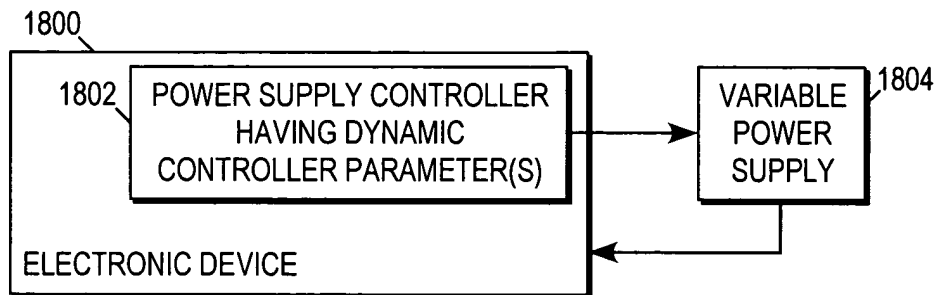 1800
1802
POWER SUPPLY CONTROLLER
HAVING DYNAMIC
CONTROLLER PARAMETER(S)
ELECTRONIC DEVICE
1804
VARIABLE
POWER
SUPPLY